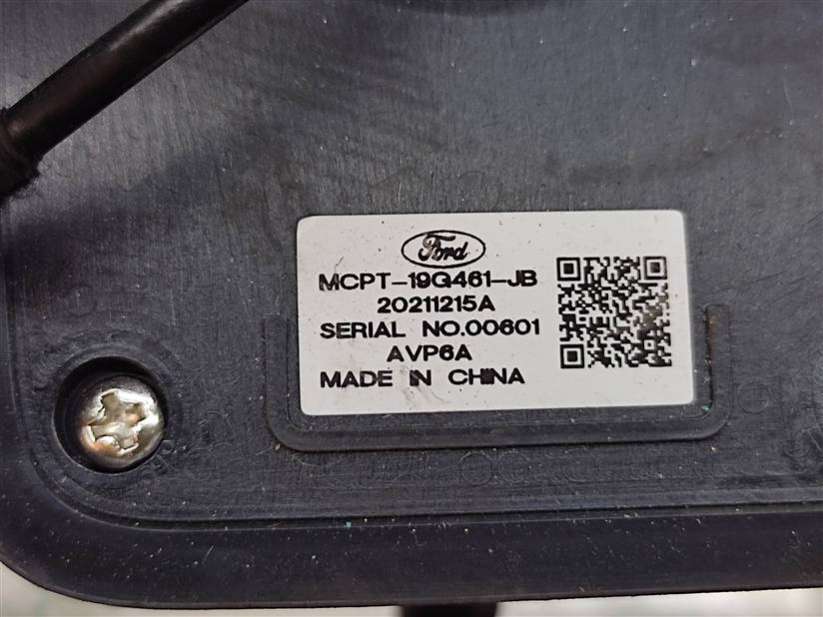 Ford
MCPT-19G461-JB
20211215A
SERIAL NO.00601
AVP6A
MADE IN CHINA